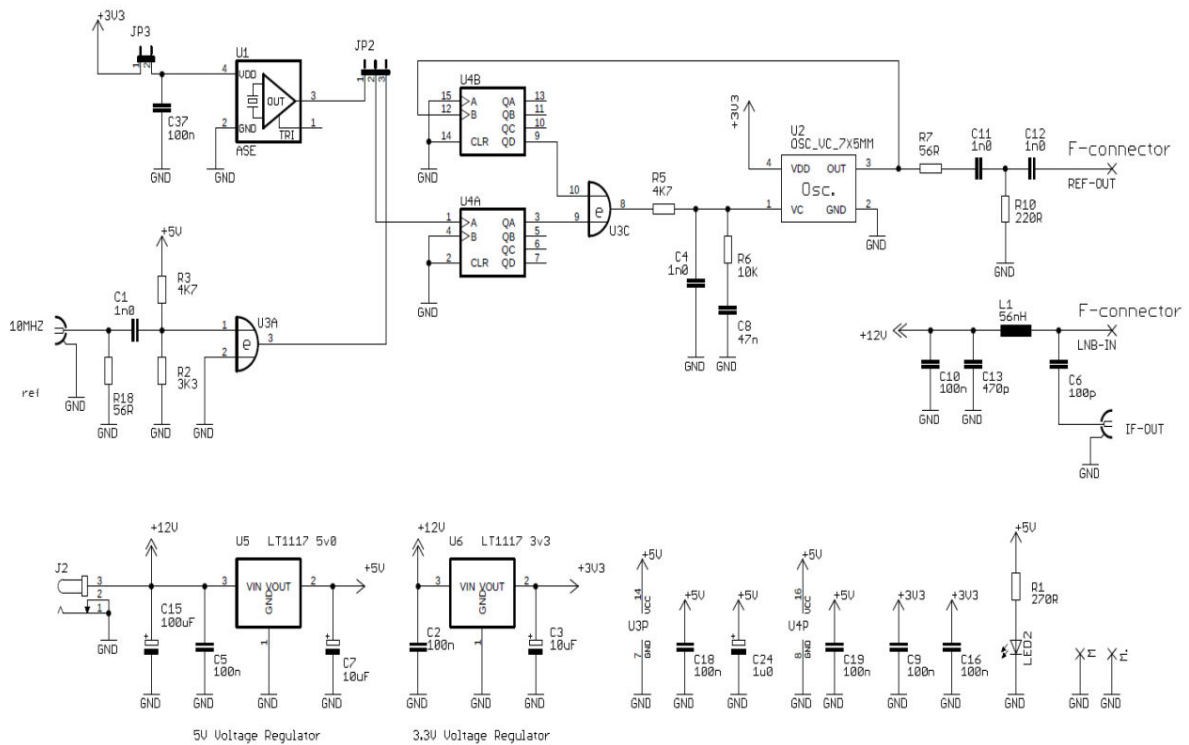 +3V3
JP3
1
2
C37
100n
GND
U1
4
VDD
OUT
3
2
GND
TRI
1
ASE
GND
JP2
1
2
3
U4B
15
A
QA
13
12
B
QB
11
QC
10
14
CLR
QD
9
GND
U4A
1
A
QA
3
4
B
QB
5
QC
6
2
CLR
QD
7
GND
10
9
e
8
U3C
R5
4K7
C4
1n0
GND
R6
10K
C8
47n
GND
+3V3
U2
OSC_VC_7X5MM
4
VDD
OUT
3
Osc.
1
VC
GND
2
GND
R7
56R
C11
1n0
C12
1n0
F-connector
REF-OUT
R10
220R
GND
+5V
R3
4K7
C1
1n0
10MHZ
ref
GND
R18
56R
GND
R2
3K3
GND
1
2
e
U3A
3
GND
+12V
L1
56nH
F-connector
LNB-IN
C10
100n
GND
C13
470p
GND
C6
100p
IF-OUT
GND
J2
3
2
1
GND
+12V
C15
100uF
GND
C5
100n
GND
U5
LT1117 5v0
3
VIN
VOUT
2
GND
1
GND
+5V
C7
10uF
GND
5V Voltage Regulator
+12V
C2
100n
GND
U6
LT1117 3v3
3
VIN
VOUT
2
GND
1
GND
+3V3
C3
10uF
GND
3.3V Voltage Regulator
+5V
14
VCC
U3P
7
GND
GND
+5V
C18
100n
GND
+5V
C24
1u0
GND
+5V
16
VCC
U4P
8
GND
GND
+5V
C19
100n
GND
+3V3
C9
100n
GND
+3V3
C16
100n
GND
+5V
R1
270R
LED2
GND
GND
GND